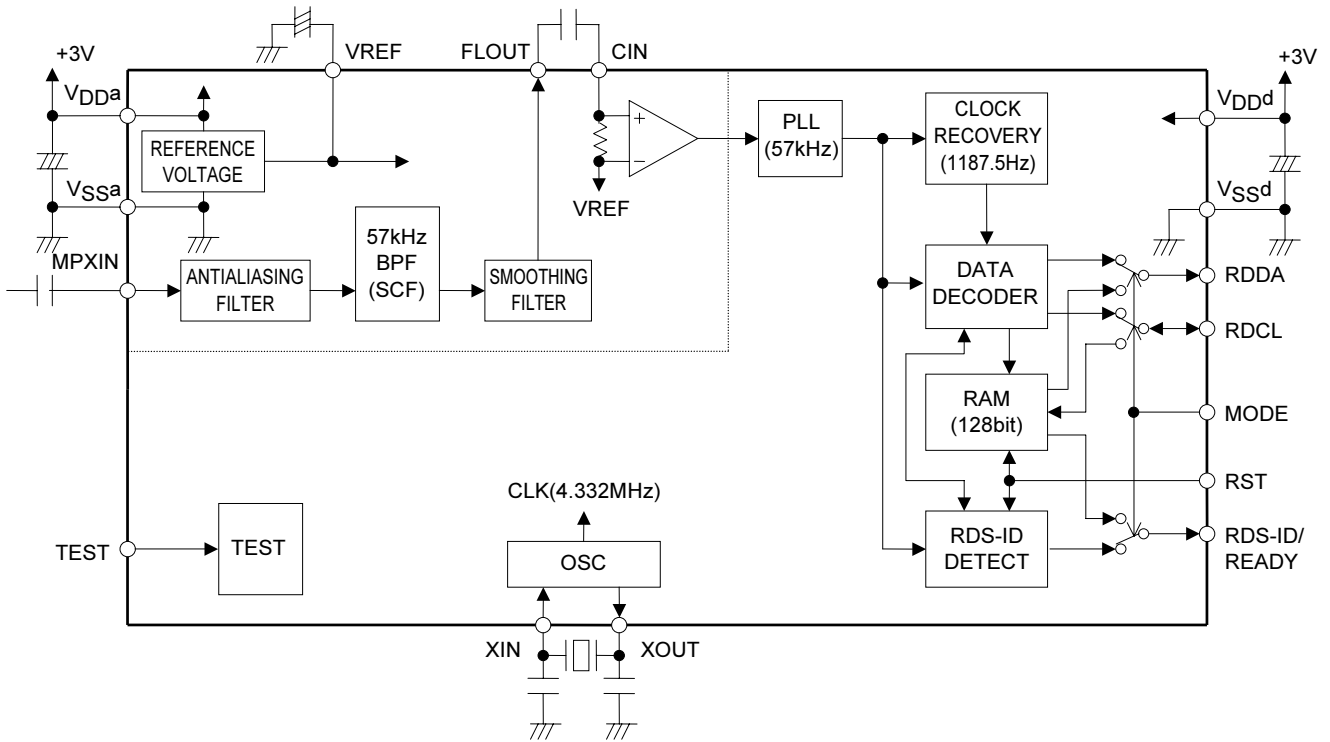 +3V
VREF
FLOUT
CIN
+3V
VDDa
VDDd
REFERENCE
VOLTAGE
VSSa
VSSd
+
−
VREF
PLL
(57kHz)
CLOCK
RECOVERY
(1187.5Hz)
MPXIN
ANTIALIASING
FILTER
57kHz
BPF
(SCF)
SMOOTHING
FILTER
DATA
DECODER
RDDA
RDCL
RAM
(128bit)
MODE
RST
CLK(4.332MHz)
TEST
TEST
OSC
RDS-ID
DETECT
RDS-ID/
READY
XIN
XOUT